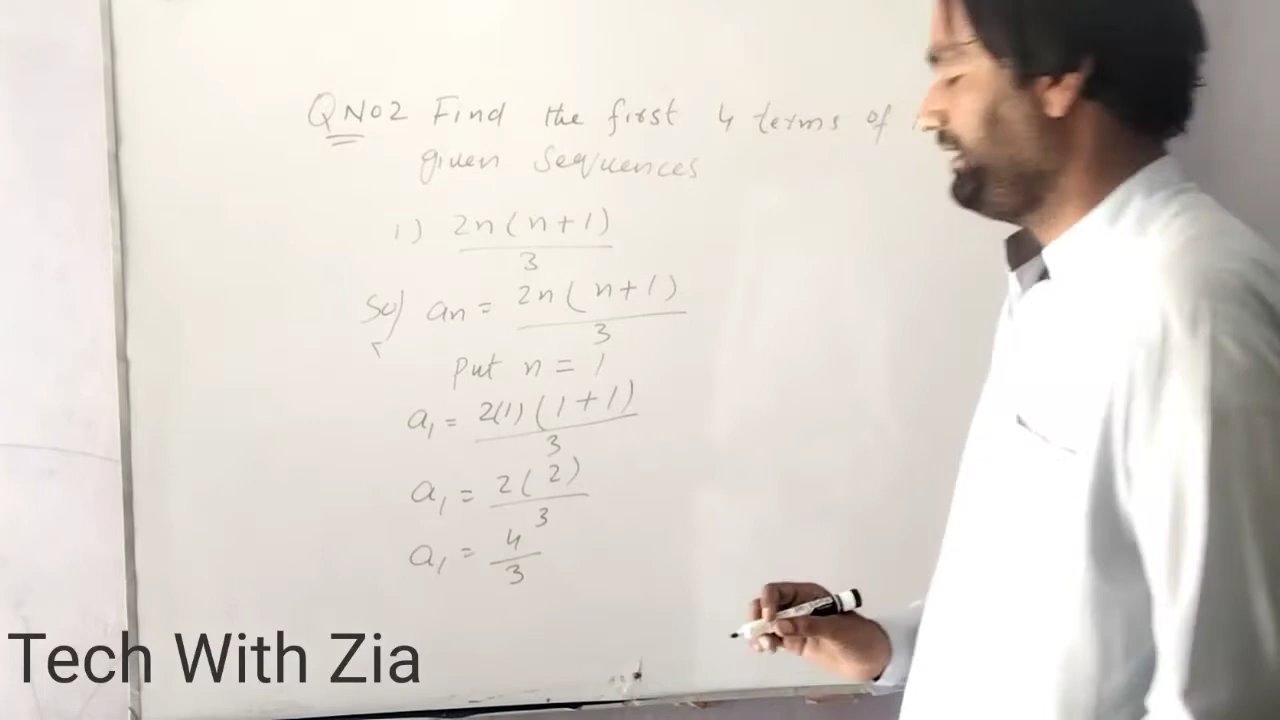 QNo2 Find the first 4 terms of
given sequences
i) 2n(n+1)/3
Sol an = 2n(n+1)/3
Put n = 1
a₁ = 2(1)(1+1)/3
a₁ = 2(2)/3
a₁ = 4/3
Tech With Zia